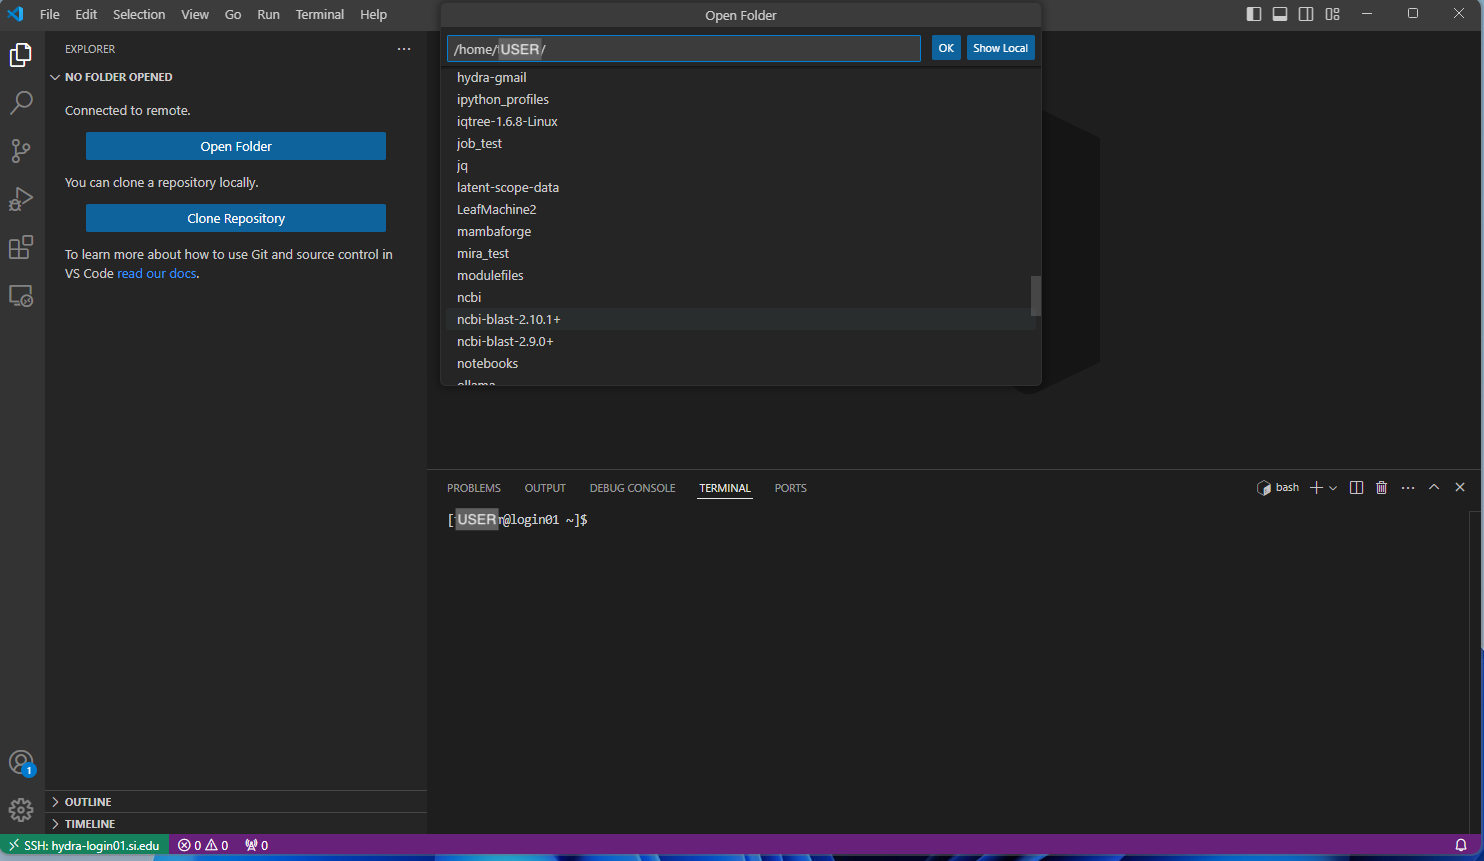 File Edit Selection View Go Run Terminal Help
Open Folder
/home/USER/
OK
Show Local
hydra-gmail
ipython_profiles
iqtree-1.6.8-Linux
job_test
jq
latent-scope-data
LeafMachine2
mambaforge
mira_test
modulefiles
ncbi
ncbi-blast-2.10.1+
ncbi-blast-2.9.0+
notebooks
ollama
EXPLORER
NO FOLDER OPENED
Connected to remote.
Open Folder
You can clone a repository locally.
Clone Repository
To learn more about how to use Git and source control in
VS Code read our docs.
PROBLEMS OUTPUT DEBUG CONSOLE TERMINAL PORTS
bash
[USER@login01 ~]$
1
OUTLINE
TIMELINE
SSH: hydra-login01.si.edu 0 0 0